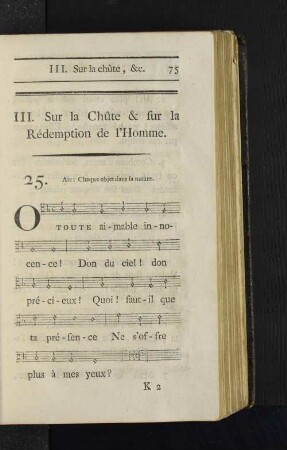 III. Sur la chûte, &c. 75
III. Sur la Chûte & ſur la
Rédemption de l'Homme.
25. Air: Chaque objet dans la nature.
O TOUTE ai-mable in-no-
cen-ce! Don du ciel! don
pré-ci-eux! Quoi! faut-il que
ta pré-ſen-ce Ne s'of-fre
plus à mes yeux?
K 2